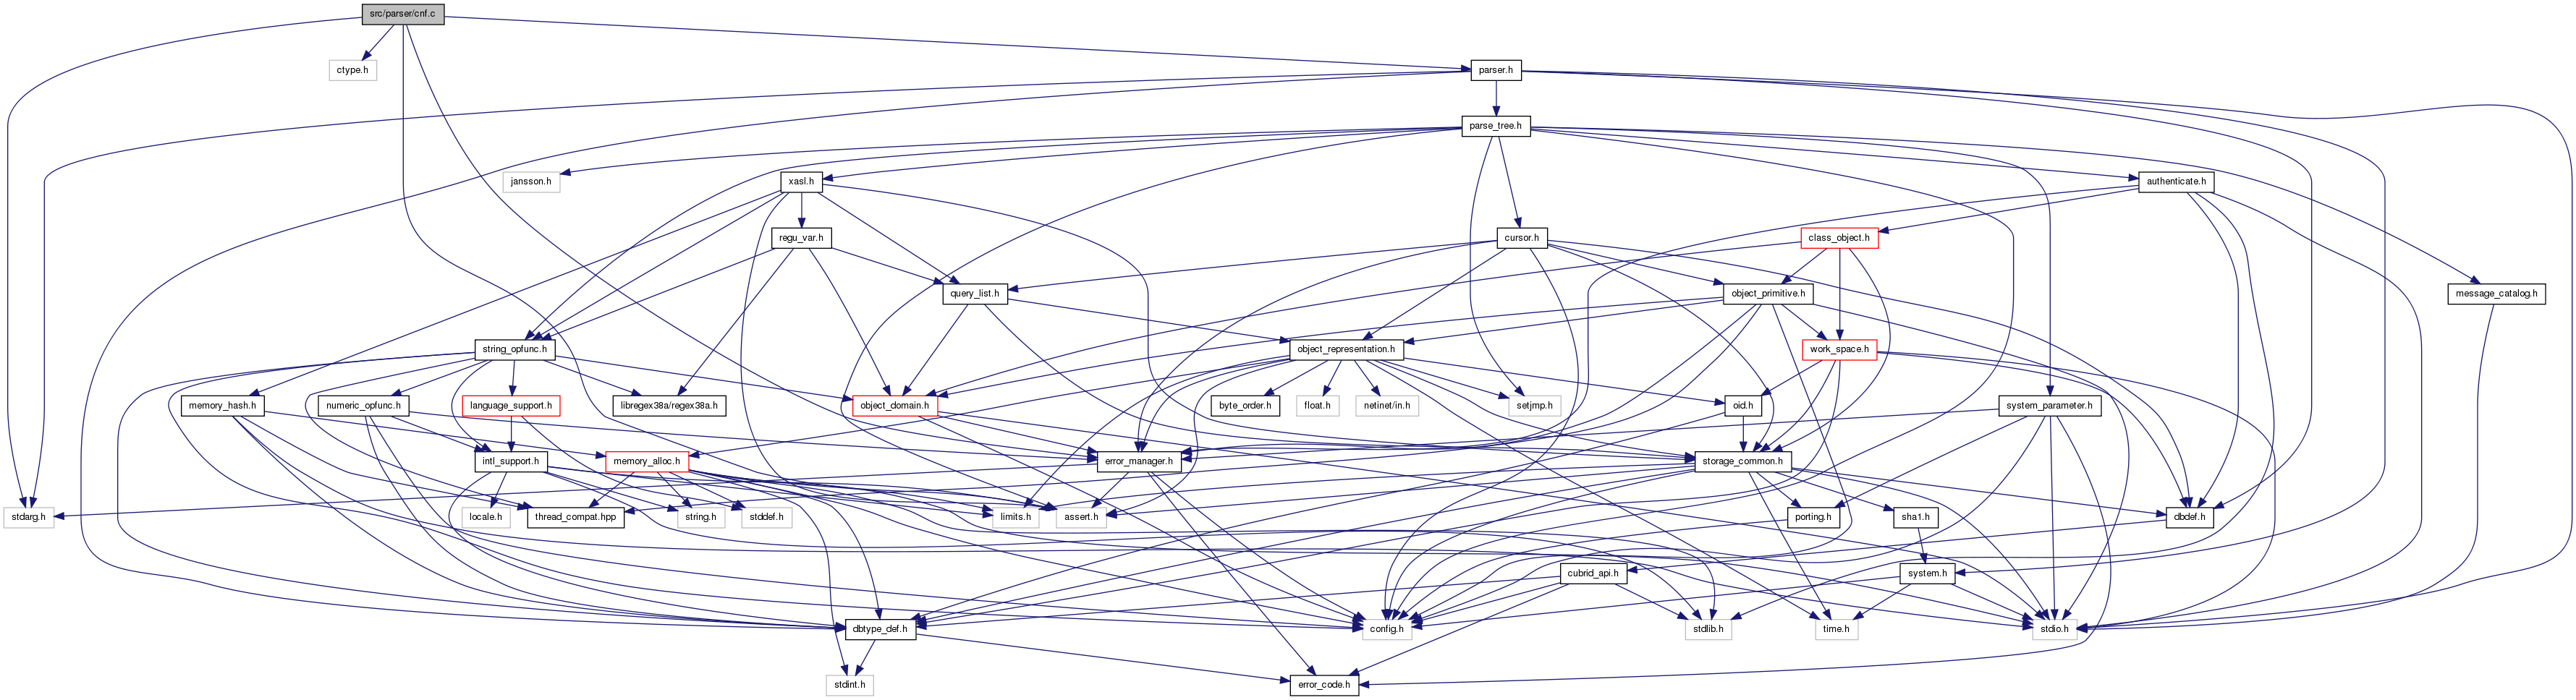 src/parser/cnf.c
ctype.h
parser.h
parse_tree.h
jansson.h
xasl.h
authenticate.h
regu_var.h
cursor.h
class_object.h
query_list.h
object_primitive.h
message_catalog.h
string_opfunc.h
object_representation.h
work_space.h
memory_hash.h
numeric_opfunc.h
language_support.h
libregex38a/regex38a.h
object_domain.h
byte_order.h
float.h
netinet/in.h
setjmp.h
oid.h
system_parameter.h
intl_support.h
memory_alloc.h
error_manager.h
storage_common.h
stdarg.h
locale.h
thread_compat.hpp
string.h
stddef.h
limits.h
assert.h
porting.h
sha1.h
dbdef.h
cubrid_api.h
system.h
dbtype_def.h
config.h
stdlib.h
time.h
stdio.h
stdint.h
error_code.h